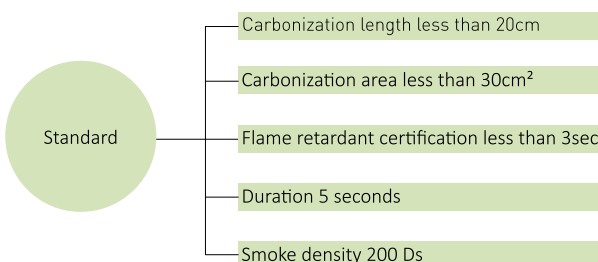 Carbonization length less than 20cm
Carbonization area less than 30cm²
Standard
Flame retardant certification less than 3sec
Duration 5 seconds
Smoke density 200 Ds